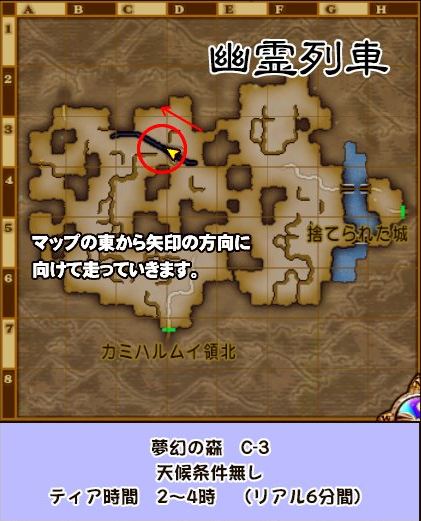 A B C D E F G H
1
幽霊列車
2
3
4
捨てられた城
5
マップの東から矢印の方向に
向けて走っていきます。
6
7
カミハルムイ領北
8
夢幻の森 C-3
天候条件無し
ティア時間 2～4時 （リアル6分間）